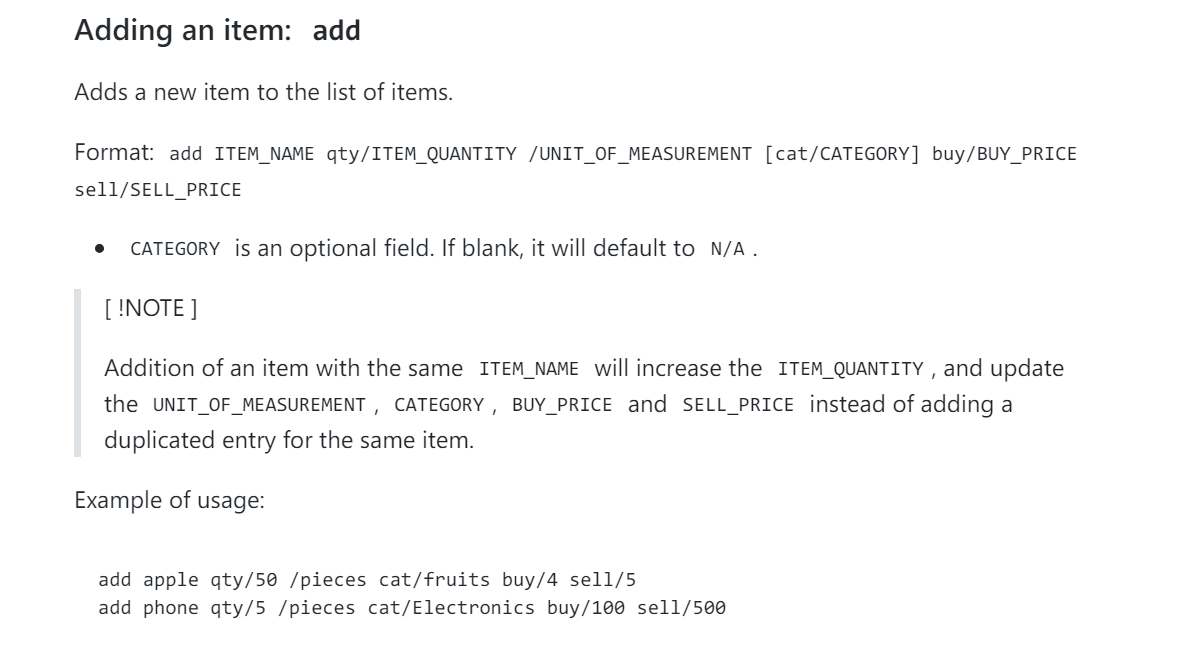 Adding an item: add
Adds a new item to the list of items.
Format: add ITEM_NAME qty/ITEM_QUANTITY /UNIT_OF_MEASUREMENT [cat/CATEGORY] buy/BUY_PRICE
sell/SELL_PRICE
• CATEGORY is an optional field. If blank, it will default to N/A .
[ !NOTE ]
Addition of an item with the same ITEM_NAME will increase the ITEM_QUANTITY , and update
the UNIT_OF_MEASUREMENT , CATEGORY , BUY_PRICE and SELL_PRICE instead of adding a
duplicated entry for the same item.
Example of usage:
add apple qty/50 /pieces cat/fruits buy/4 sell/5
add phone qty/5 /pieces cat/Electronics buy/100 sell/500